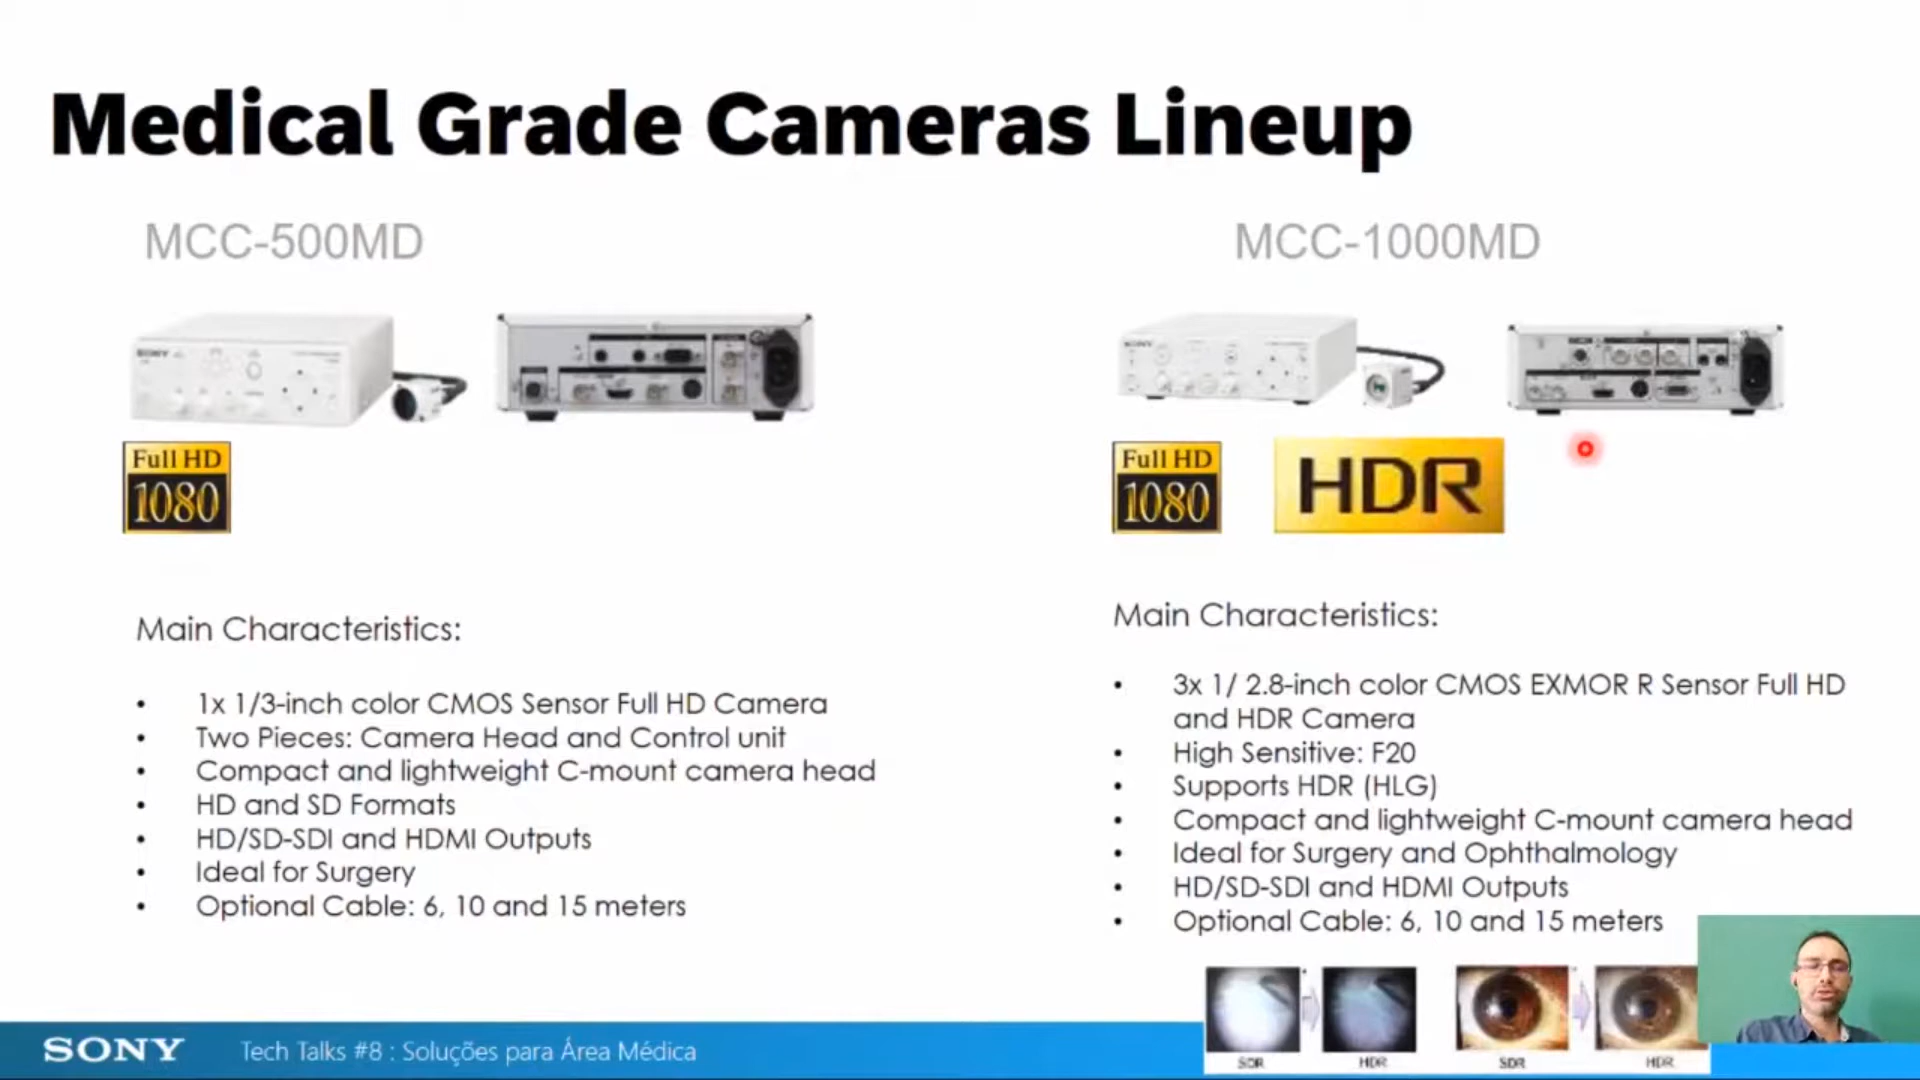 Medical Grade Cameras Lineup
MCC-500MD
SONY
Full HD
1080
Main Characteristics:
• 1x 1/3-inch color CMOS Sensor Full HD Camera
• Two Pieces: Camera Head and Control unit
• Compact and lightweight C-mount camera head
• HD and SD Formats
• HD/SD-SDI and HDMI Outputs
• Ideal for Surgery
• Optional Cable: 6, 10 and 15 meters
MCC-1000MD
SONY
Full HD
1080
HDR
Main Characteristics:
• 3x 1/ 2.8-inch color CMOS EXMOR R Sensor Full HD
and HDR Camera
• High Sensitive: F20
• Supports HDR (HLG)
• Compact and lightweight C-mount camera head
• Ideal for Surgery and Ophthalmology
• HD/SD-SDI and HDMI Outputs
• Optional Cable: 6, 10 and 15 meters
SDR HDR SDR HDR
SONY Tech Talks #8 : Soluções para Área Médica